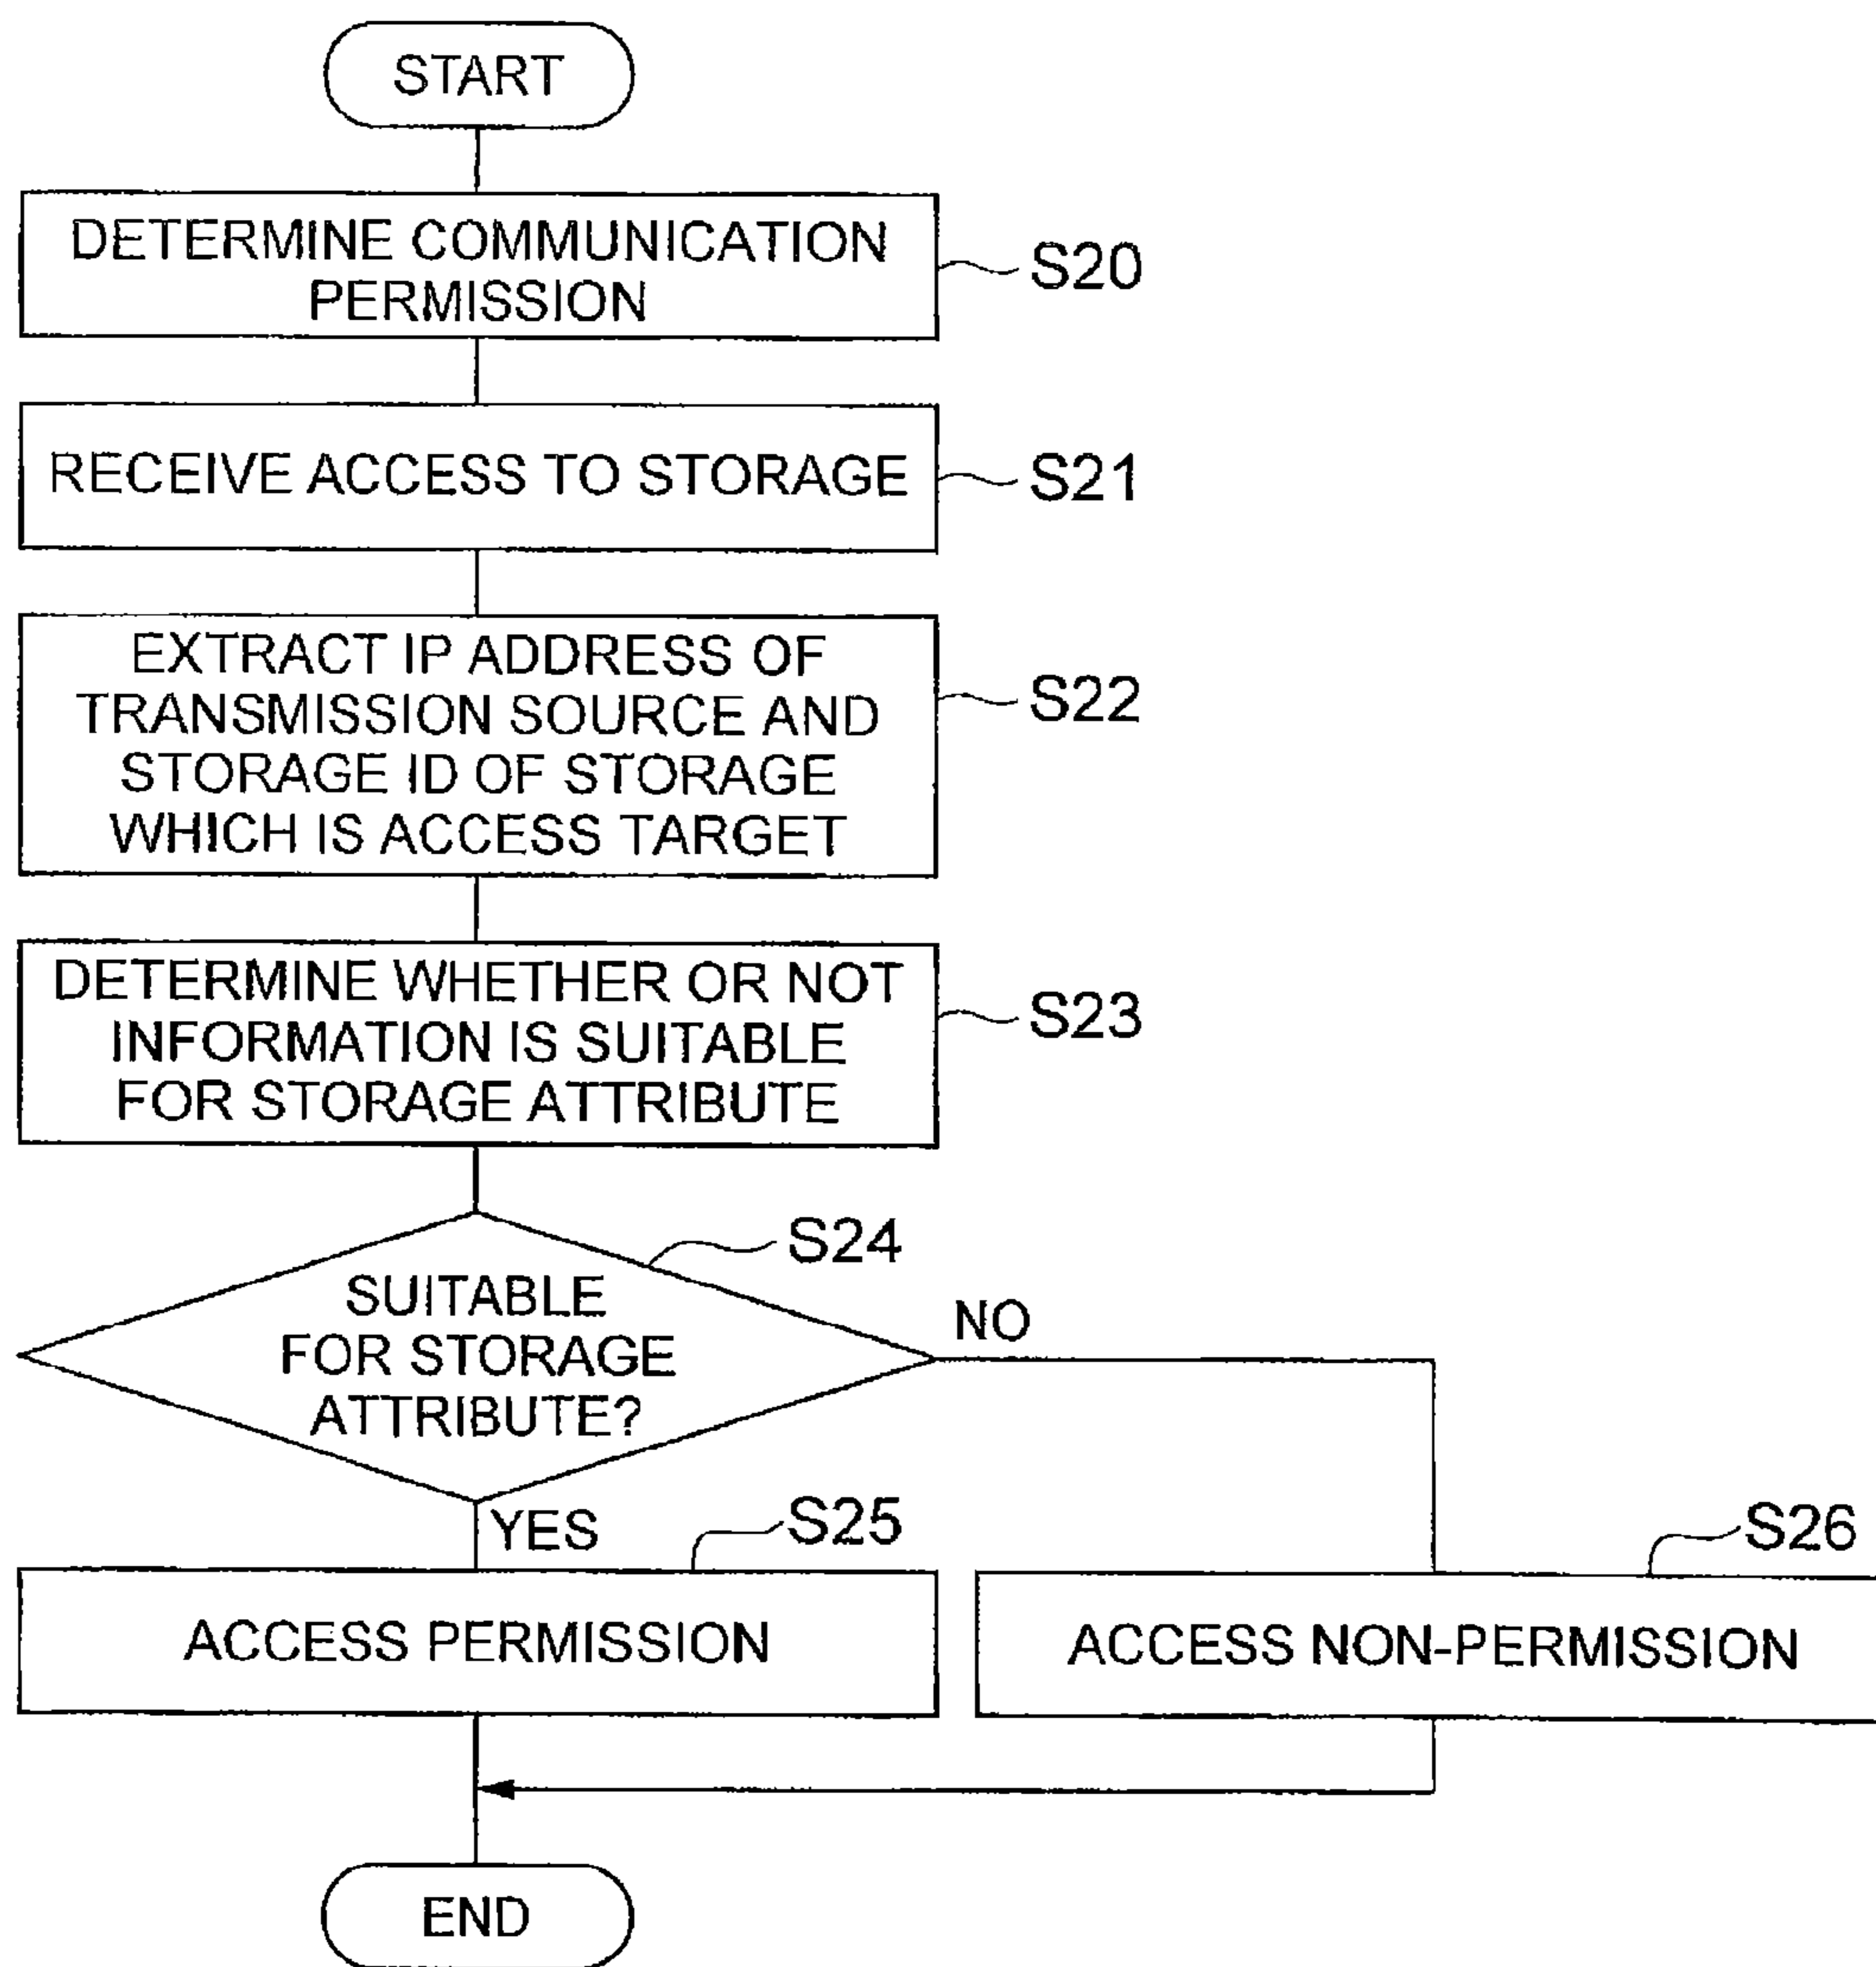 START
DETERMINE COMMUNICATION
PERMISSION
S20
RECEIVE ACCESS TO STORAGE
S21
EXTRACT IP ADDRESS OF
TRANSMISSION SOURCE AND
STORAGE ID OF STORAGE
WHICH IS ACCESS TARGET
S22
DETERMINE WHETHER OR NOT
INFORMATION IS SUITABLE
FOR STORAGE ATTRIBUTE
S23
S24
SUITABLE
FOR STORAGE
ATTRIBUTE?
NO
YES
S25
S26
ACCESS PERMISSION
ACCESS NON-PERMISSION
END